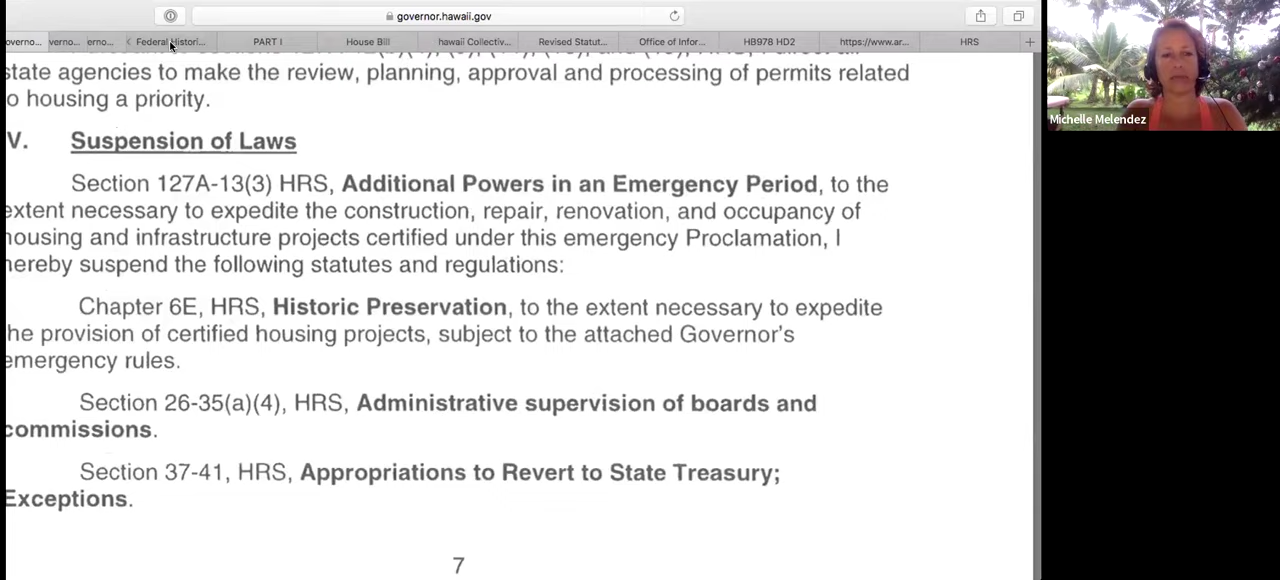 governor.hawaii.gov
overno...
verno...
erno...
Federal Histori...
PART I
House Bill
hawaii Collectiv...
Revised Statut...
Office of Infor...
HB978 HD2
https://www.ar...
HRS
state agencies to make the review, planning, approval and processing of permits related
o housing a priority.
V. Suspension of Laws
Section 127A-13(3) HRS, Additional Powers in an Emergency Period, to the
extent necessary to expedite the construction, repair, renovation, and occupancy of
housing and infrastructure projects certified under this emergency Proclamation, I
hereby suspend the following statutes and regulations:
Chapter 6E, HRS, Historic Preservation, to the extent necessary to expedite
he provision of certified housing projects, subject to the attached Governor's
emergency rules.
Section 26-35(a)(4), HRS, Administrative supervision of boards and
commissions.
Section 37-41, HRS, Appropriations to Revert to State Treasury;
Exceptions.
7
Michelle Melendez